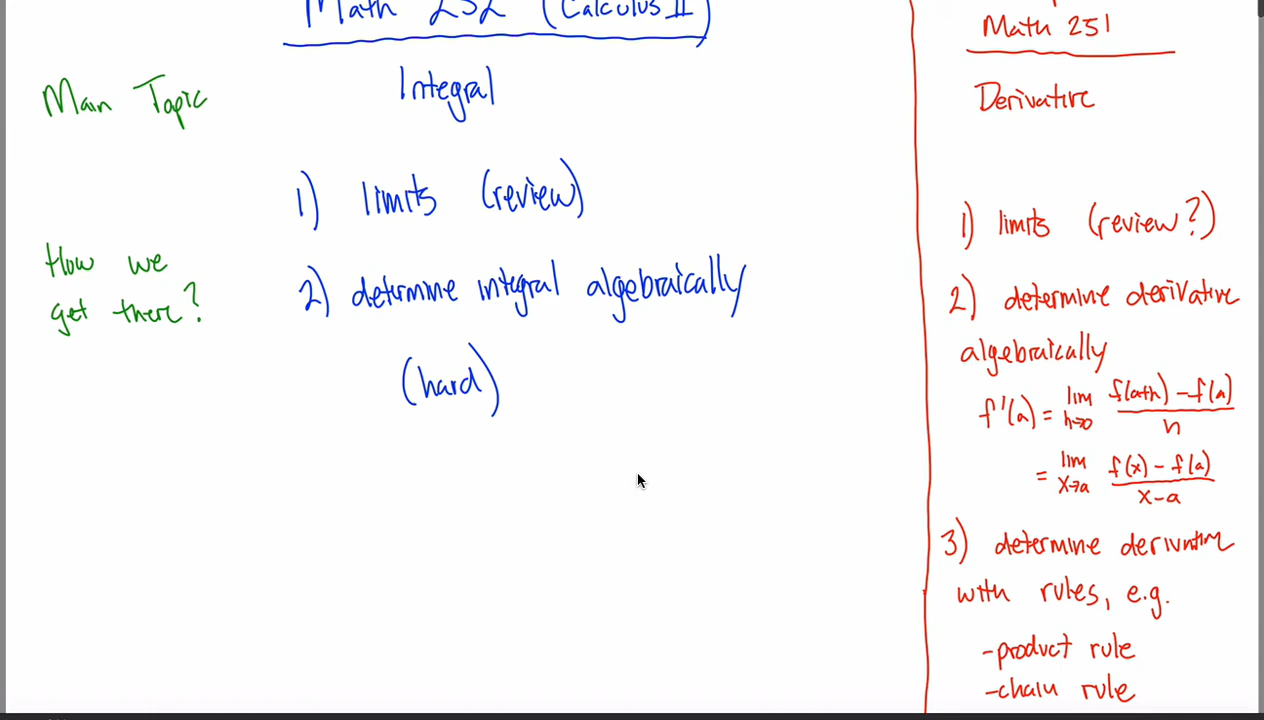 Math 252 (Calculus II)
Main Topic
Integral
How we
get there?
1) limits (review)
2) determine integral algebraically
(hard)
Math 251
Derivative
1) limits (review?)
2) determine derivative
algebraically
f'(a) = lim h→0 f(a+h) - f(a) / h
= lim x→a f(x) - f(a) / x-a
3) determine derivative
with rules, e.g.
-product rule
-chain rule